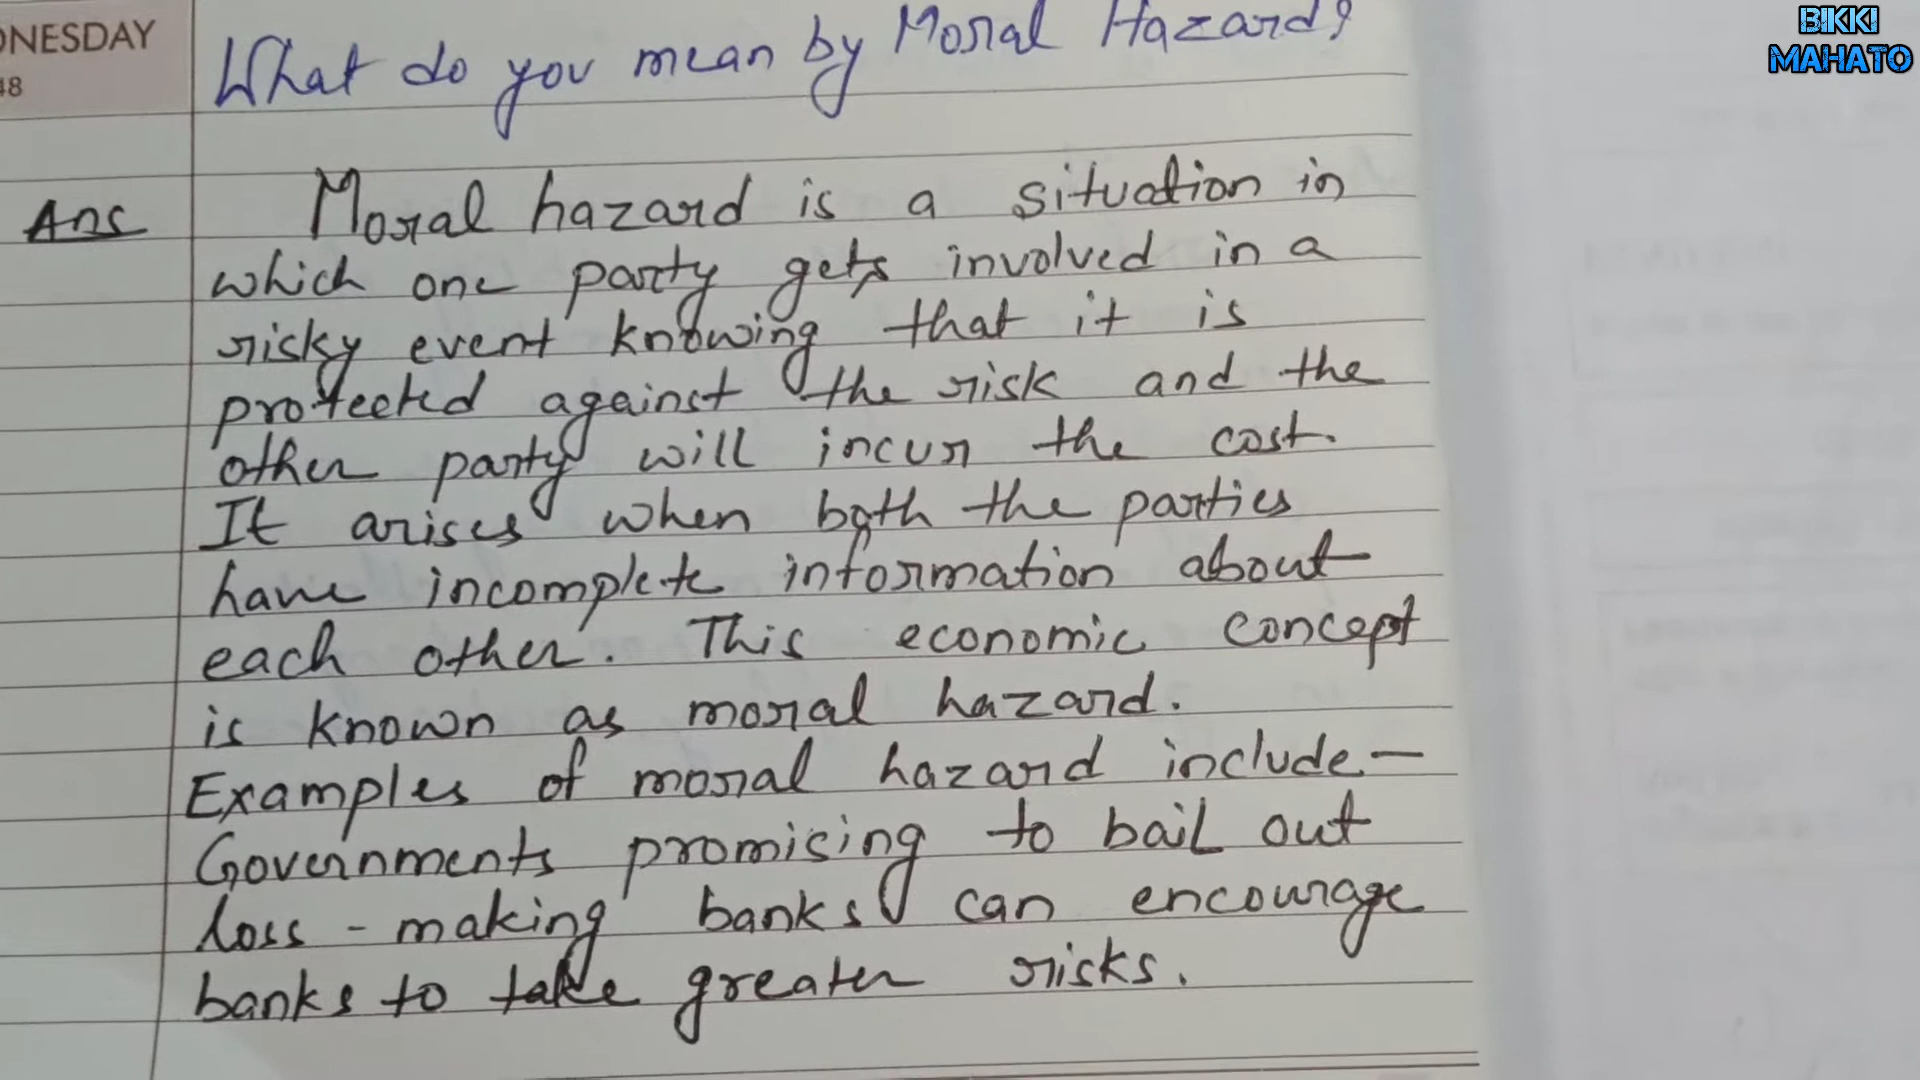 DNESDAY
48
BIKKI
MAHATO
What do you mean by Moral Hazard?
Ans
Moral hazard is a situation in
which one party gets involved in a
risky event knowing that it is
protected against the risk and the
other party will incur the cost.
It arises when both the parties
have incomplete information about
each other. This economic concept
is known as moral hazard.
Examples of moral hazard include—
Governments promising to bail out
loss-making banks can encourage
banks to take greater risks.